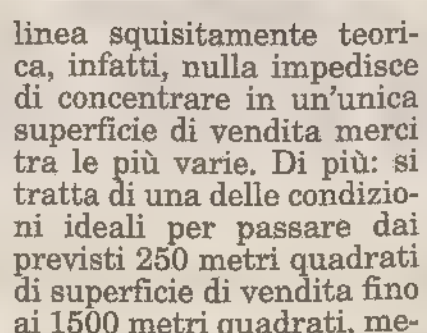 linea squisitamente teori-
ca, infatti, nulla impedisce
di concentrare in un'unica
superficie di vendita merci
tra le più varie. Di più: si
tratta di una delle condizio-
ni ideali per passare dai
previsti 250 metri quadrati
di superficie di vendita fino
ai 1500 metri quadrati, me-